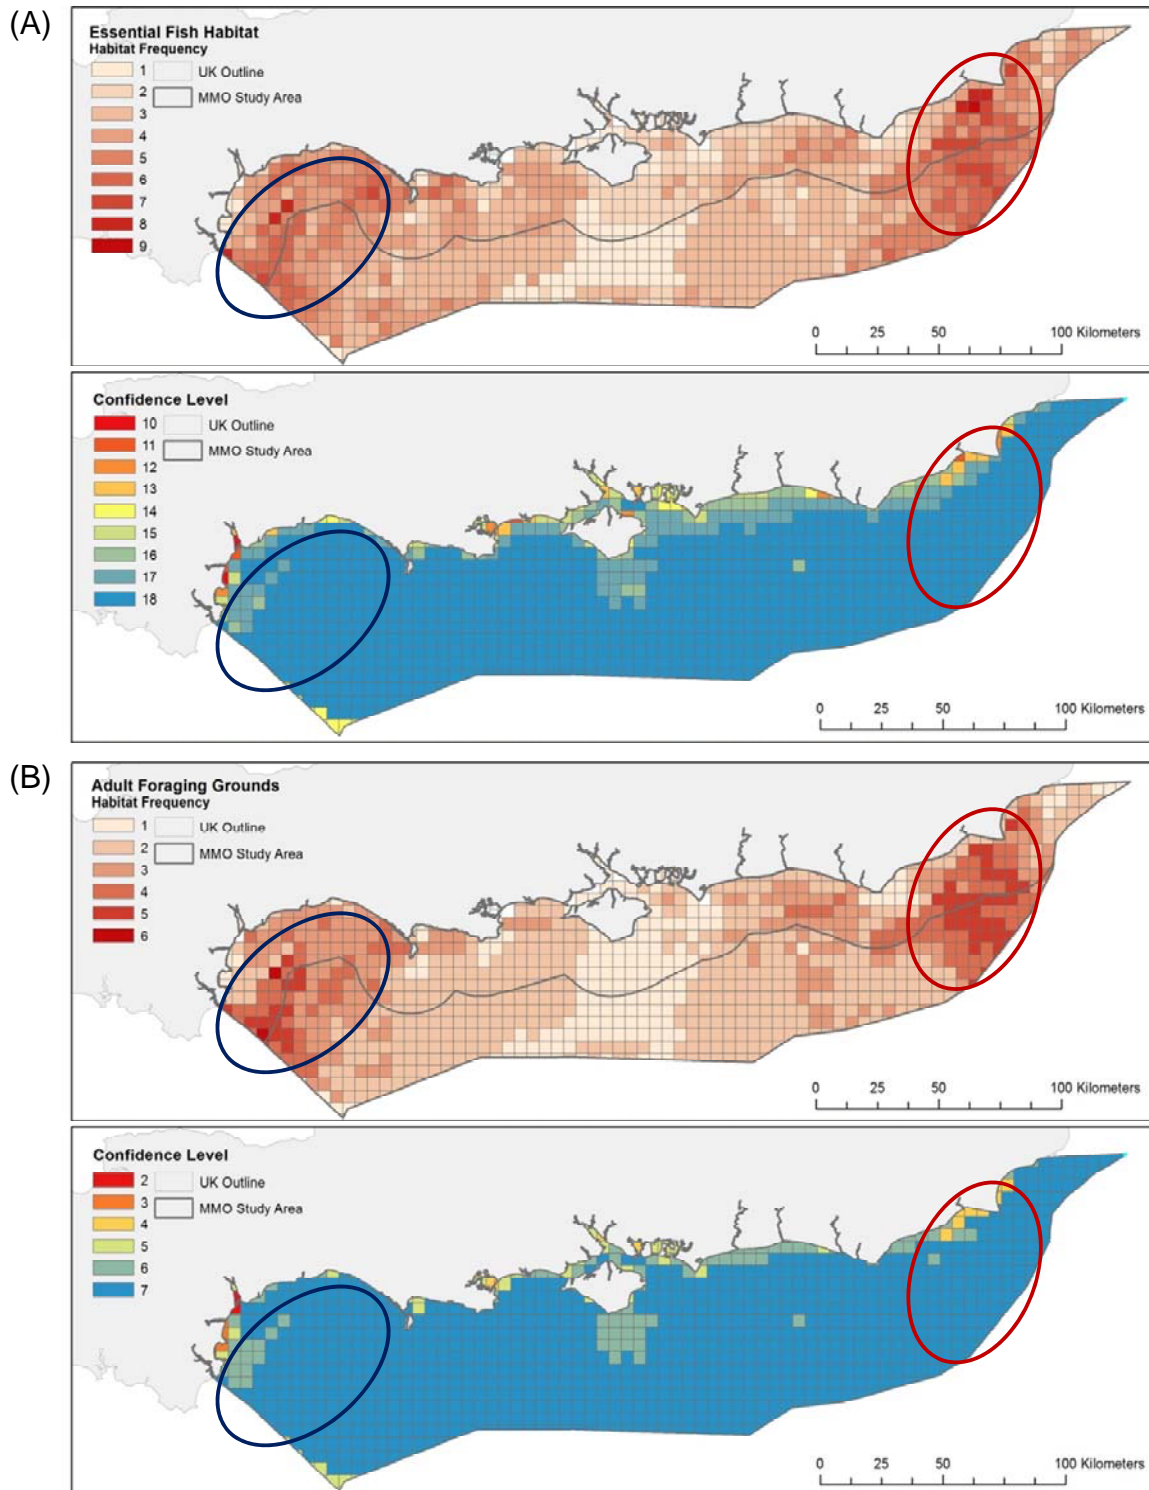 (A)
Essential Fish Habitat
Habitat Frequency
1 UK Outline
2 MMO Study Area
3
4
5
6
7
8
9
0 25 50 100 Kilometers
Confidence Level
10 UK Outline
11 MMO Study Area
12
13
14
15
16
17
18
0 25 50 100 Kilometers
(B)
Adult Foraging Grounds
Habitat Frequency
1 UK Outline
2 MMO Study Area
3
4
5
6
0 25 50 100 Kilometers
Confidence Level
2 UK Outline
3 MMO Study Area
4
5
6
7
0 25 50 100 Kilometers